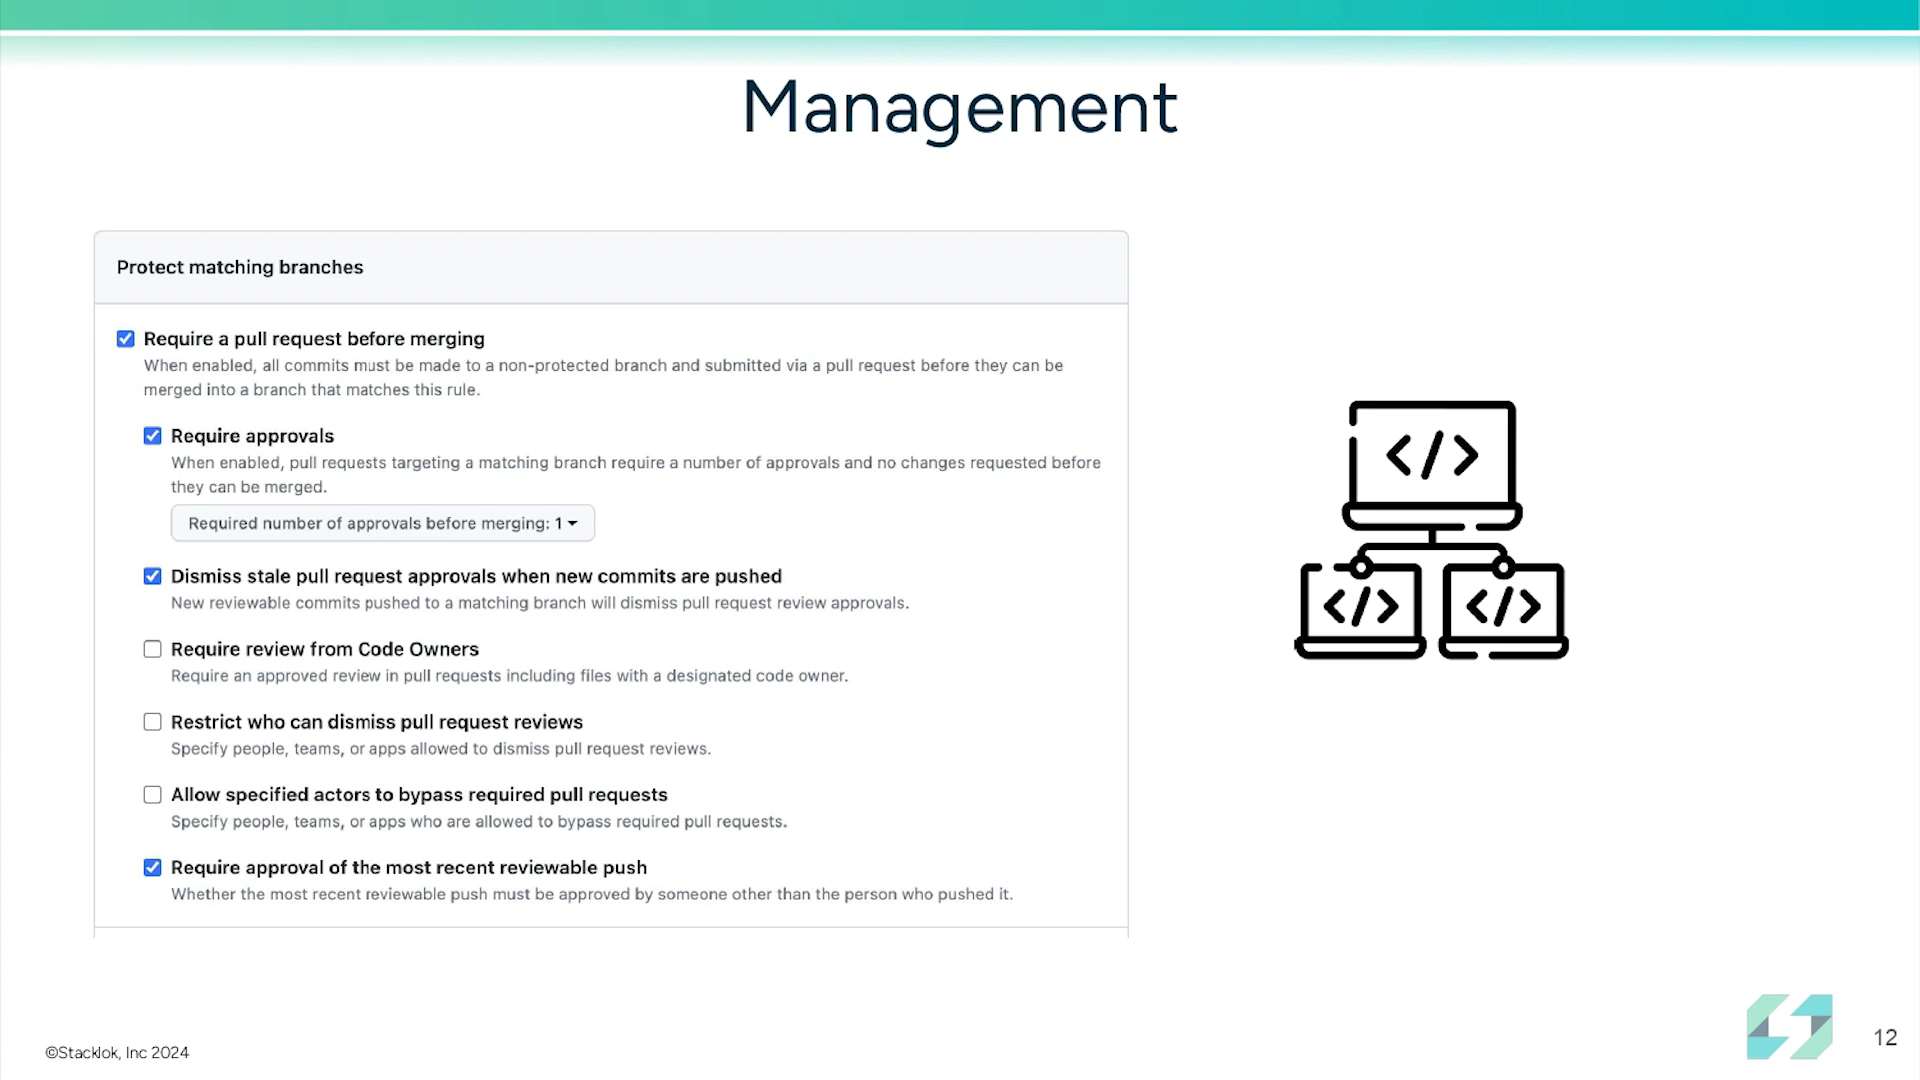 Management
Protect matching branches
Require a pull request before merging
When enabled, all commits must be made to a non-protected branch and submitted via a pull request before they can be
merged into a branch that matches this rule.
Require approvals
When enabled, pull requests targeting a matching branch require a number of approvals and no changes requested before
they can be merged.
Required number of approvals before merging: 1
Dismiss stale pull request approvals when new commits are pushed
New reviewable commits pushed to a matching branch will dismiss pull request review approvals.
Require review from Code Owners
Require an approved review in pull requests including files with a designated code owner.
Restrict who can dismiss pull request reviews
Specify people, teams, or apps allowed to dismiss pull request reviews.
Allow specified actors to bypass required pull requests
Specify people, teams, or apps who are allowed to bypass required pull requests.
Require approval of the most recent reviewable push
Whether the most recent reviewable push must be approved by someone other than the person who pushed it.
</>
</>
</>
©Stacklok, Inc 2024
12